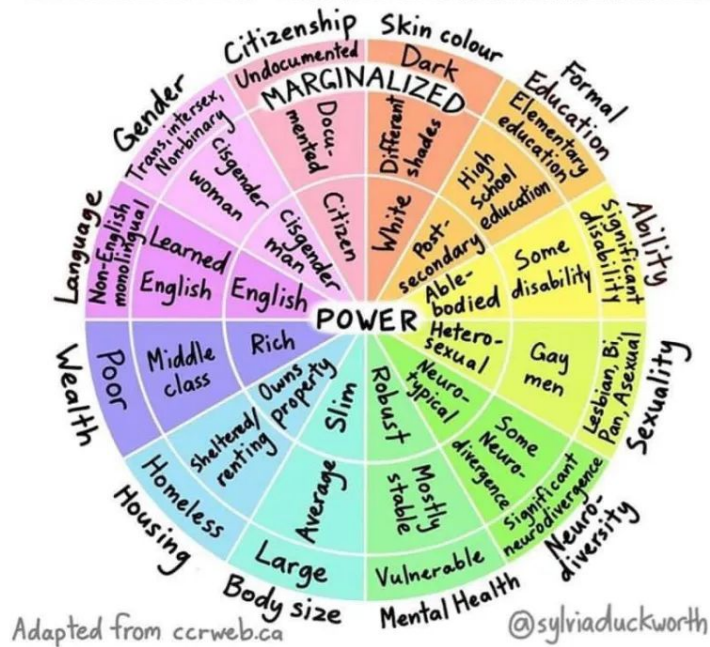 Citizenship
Undocumented
Docu-
mented
Citizen
Skin colour
Dark
Different
shades
White
Formal
Education
Elementary
education
High
School
education
Post-
secondary
Ability
Significant
disability
Some
disability
Able-
bodied
Sexuality
Lesbian, Bi,
Pan, Asexual
Gay
men
Hetero-
sexual
Neuro-
diversity
Significant
neurodivergence
Some
Neuro-
divergence
Neuro-
typical
Mental Health
Vulnerable
Mostly
stable
Robust
Body size
Large
Average
Slim
Housing
Homeless
Sheltered/
renting
Owns
property
Wealth
Poor
Middle
class
Rich
Language
Non-English
monolingual
Learned
English
English
Gender
Trans, intersex,
Non-binary
Cisgender
woman
Cisgender
man
MARGINALIZED
POWER
Adapted from ccrweb.ca
@sylviaduckworth